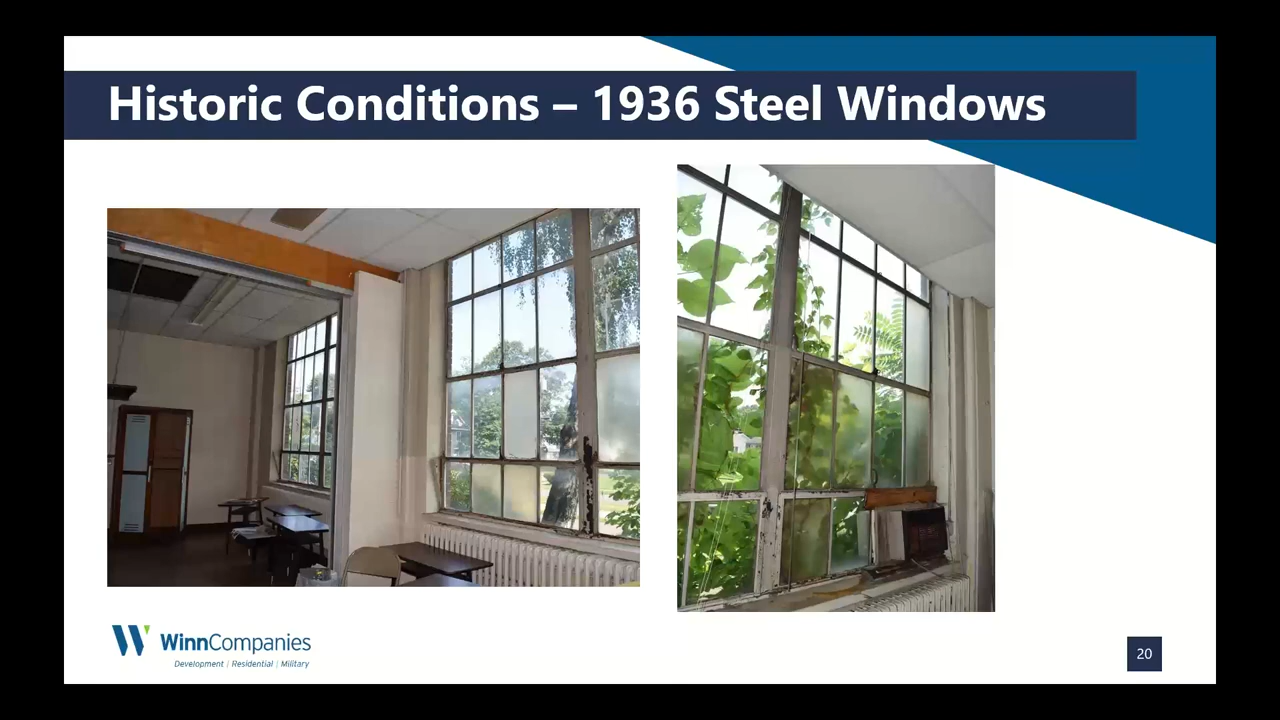 Historic Conditions – 1936 Steel Windows
WinnCompanies
Development | Residential | Military
20